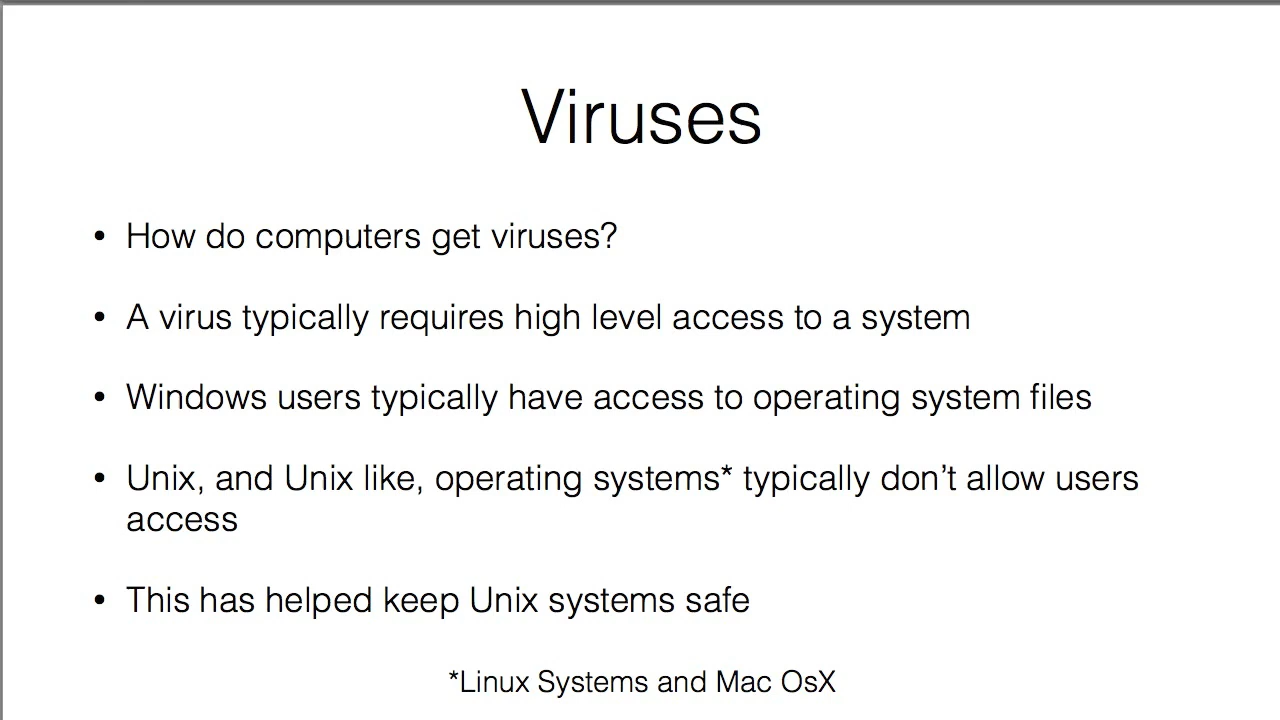 Viruses
• How do computers get viruses?
• A virus typically requires high level access to a system
• Windows users typically have access to operating system files
• Unix, and Unix like, operating systems* typically don’t allow users
access
• This has helped keep Unix systems safe
*Linux Systems and Mac OsX